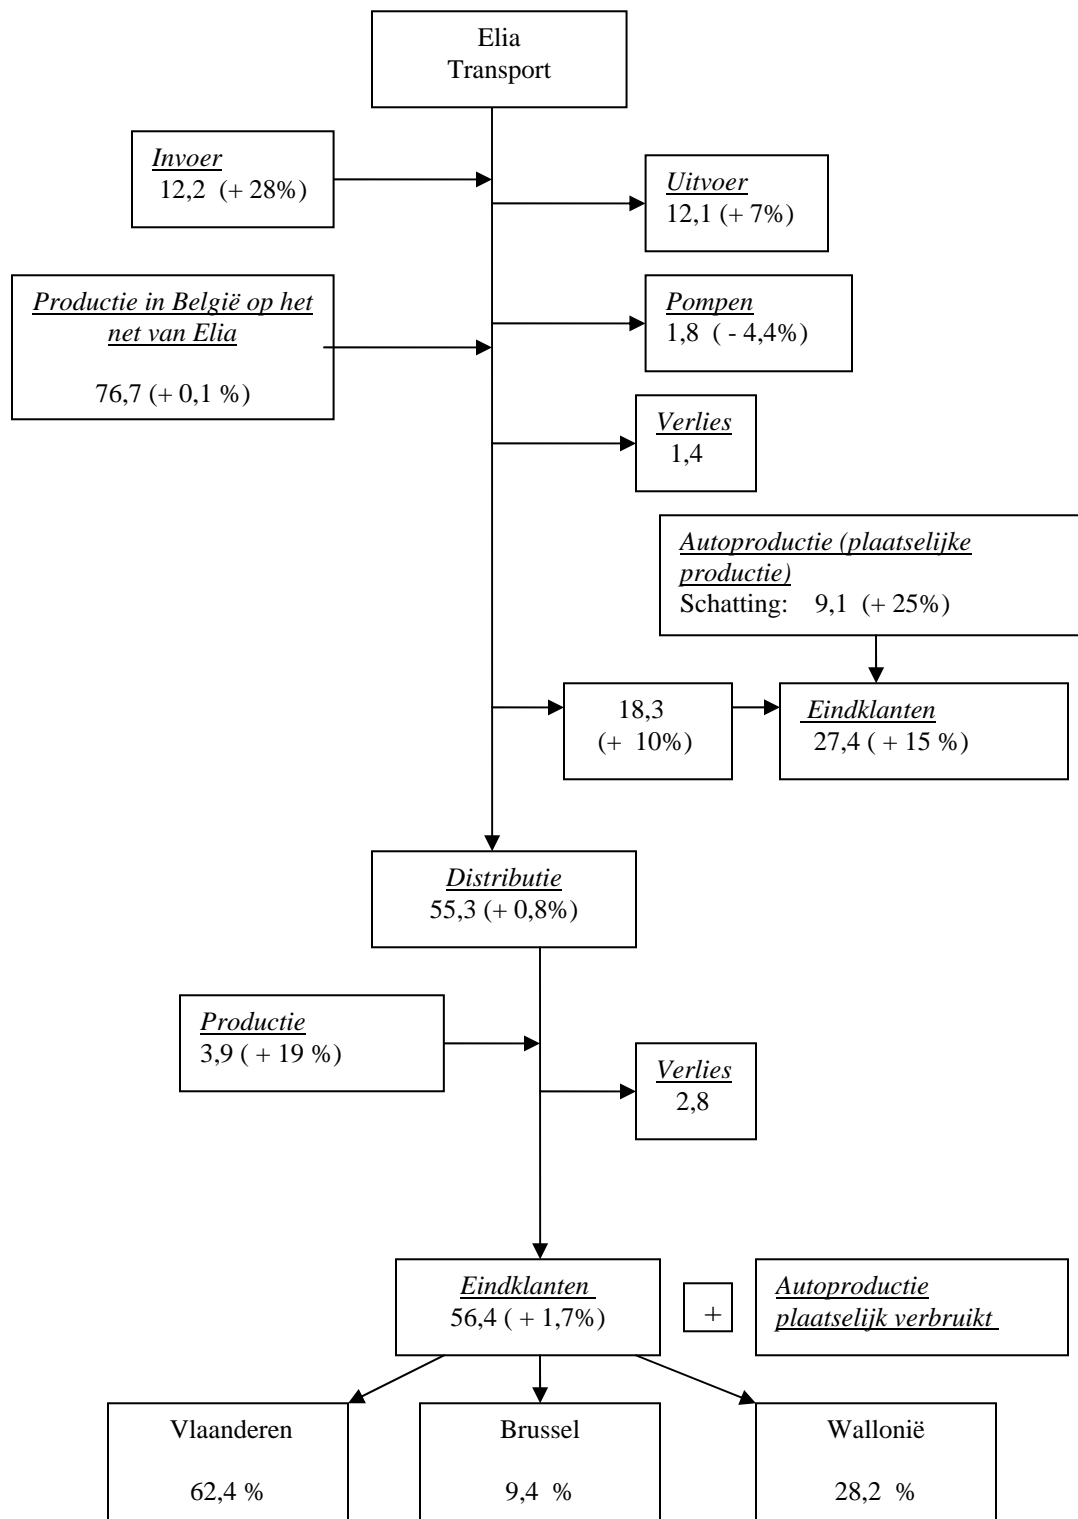 Elia
Transport
Invoer
12,2 (+ 28%)
Uitvoer
12,1 (+ 7%)
Productie in België op het
net van Elia
76,7 (+ 0,1 %)
Pompen
1,8 ( - 4,4%)
Verlies
1,4
Autoproductie (plaatselijke
productie)
Schatting: 9,1 (+ 25%)
18,3
(+ 10%)
Eindklanten
27,4 ( + 15 %)
Distributie
55,3 (+ 0,8%)
Productie
3,9 ( + 19 %)
Verlies
2,8
Eindklanten
56,4 ( + 1,7%)
+
Autoproductie
plaatselijk verbruikt
Vlaanderen
62,4 %
Brussel
9,4 %
Wallonië
28,2 %